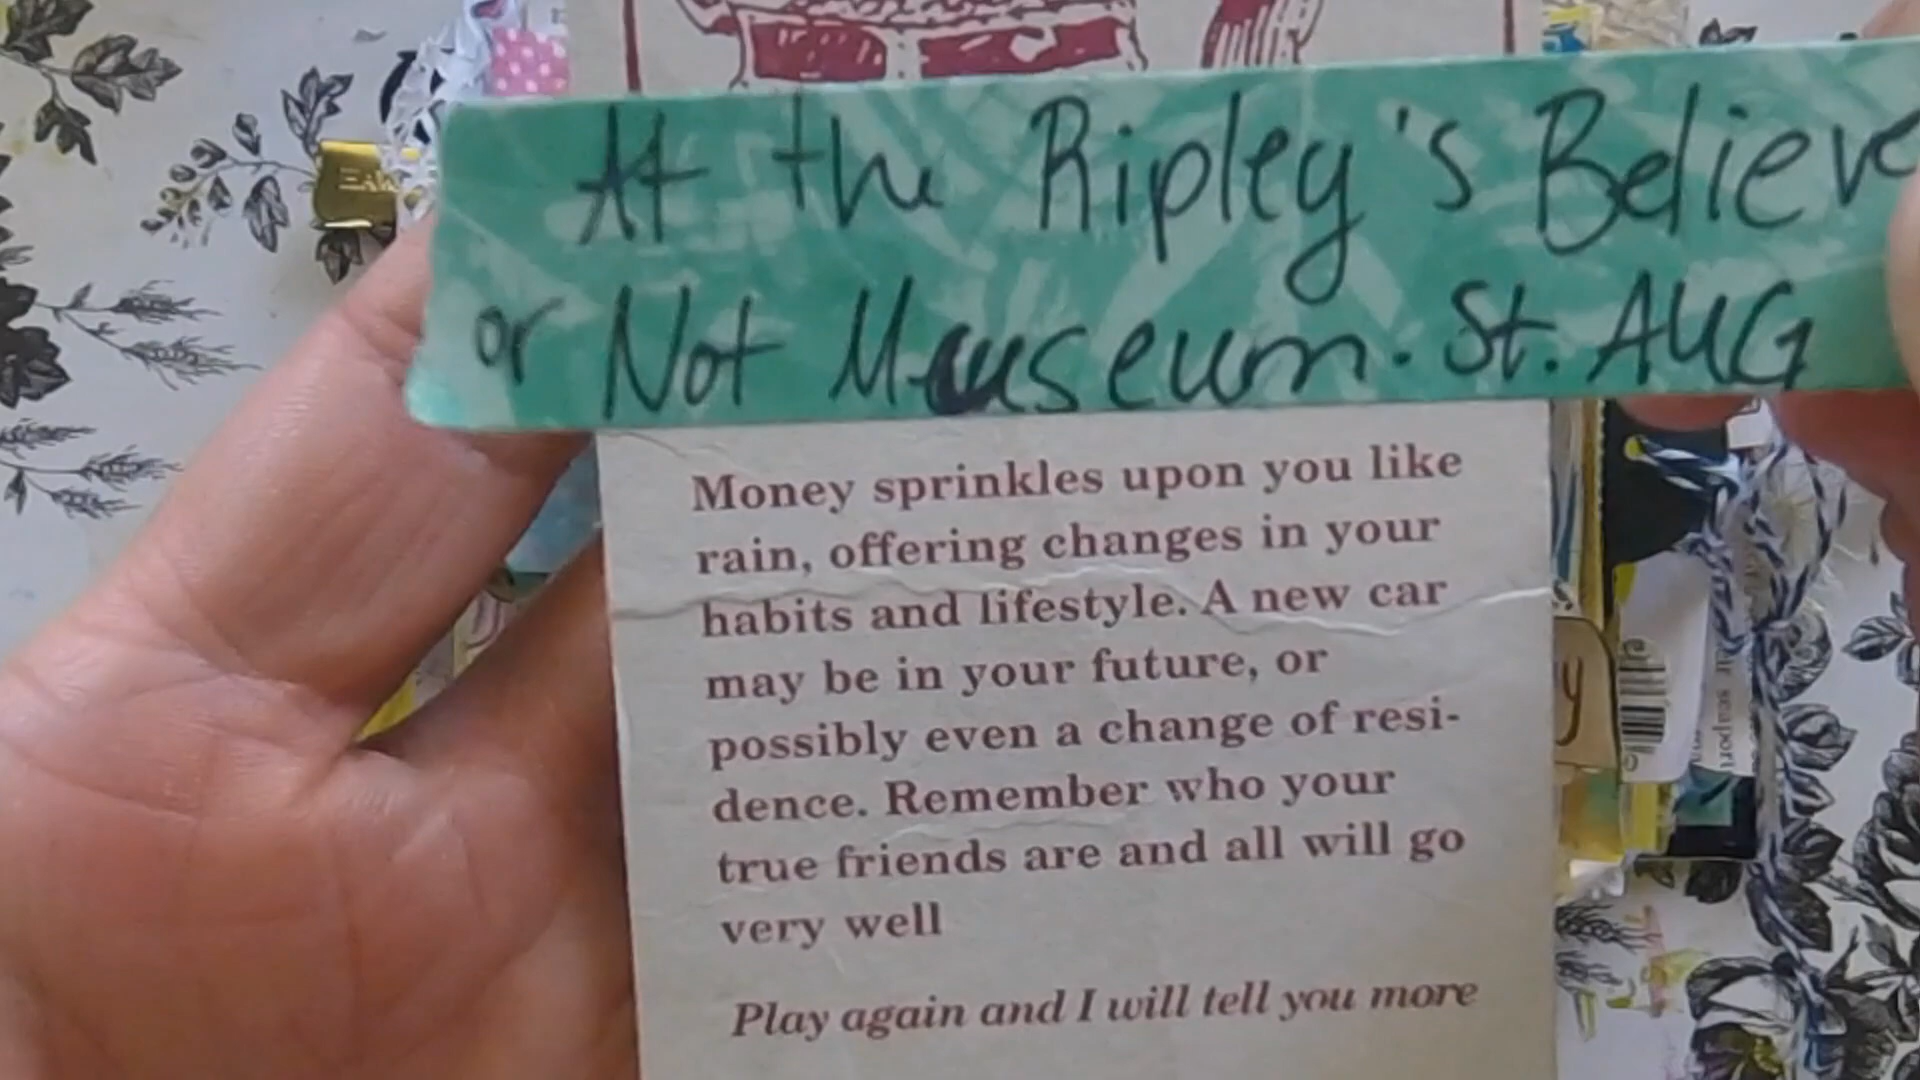 At the Ripley's Believe
or Not Museum. St. AUG
Money sprinkles upon you like
rain, offering changes in your
habits and lifestyle. A new car
may be in your future, or
possibly even a change of resi-
dence. Remember who your
true friends are and all will go
very well
Play again and I will tell you more